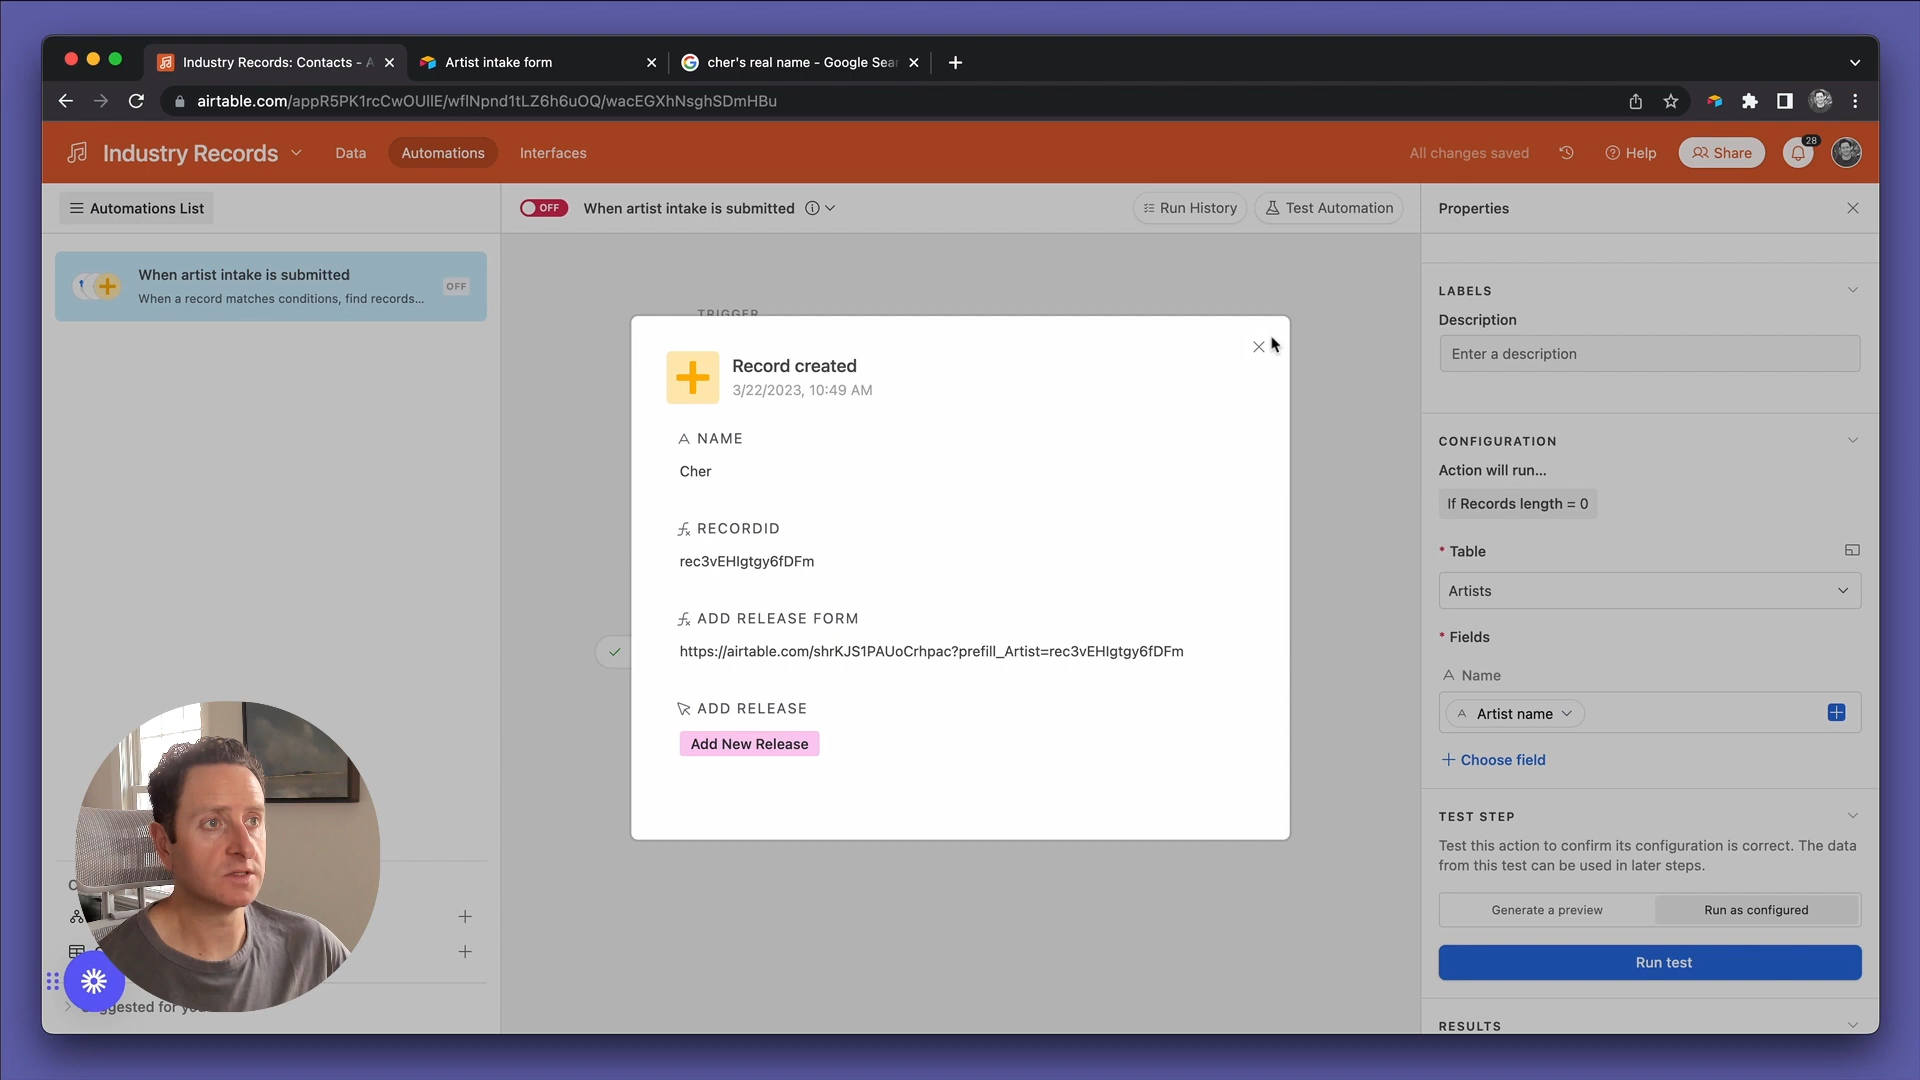 Industry Records: Contacts - A
Artist intake form
cher's real name - Google Sear
airtable.com/appR5PK1rcCwOUllE/wflNpnd1tLZ6h6uOQ/wacEGXhNsghSDmHBu
Industry Records
Data
Automations
Interfaces
All changes saved
Help
Share
28
Automations List
OFF
When artist intake is submitted
Run History
Test Automation
Properties
When artist intake is submitted
When a record matches conditions, find records...
OFF
TRIGGER
LABELS
Description
Enter a description
Record created
3/22/2023, 10:49 AM
NAME
Cher
RECORDID
rec3vEHIgtgy6fDFm
ADD RELEASE FORM
https://airtable.com/shrKJS1PAUoCrhpac?prefill_Artist=rec3vEHIgtgy6fDFm
ADD RELEASE
Add New Release
CONFIGURATION
Action will run...
If Records length = 0
* Table
Artists
* Fields
Name
Artist name
Choose field
TEST STEP
Test this action to confirm its configuration is correct. The data
from this test can be used in later steps.
Generate a preview
Run as configured
Run test
RESULTS